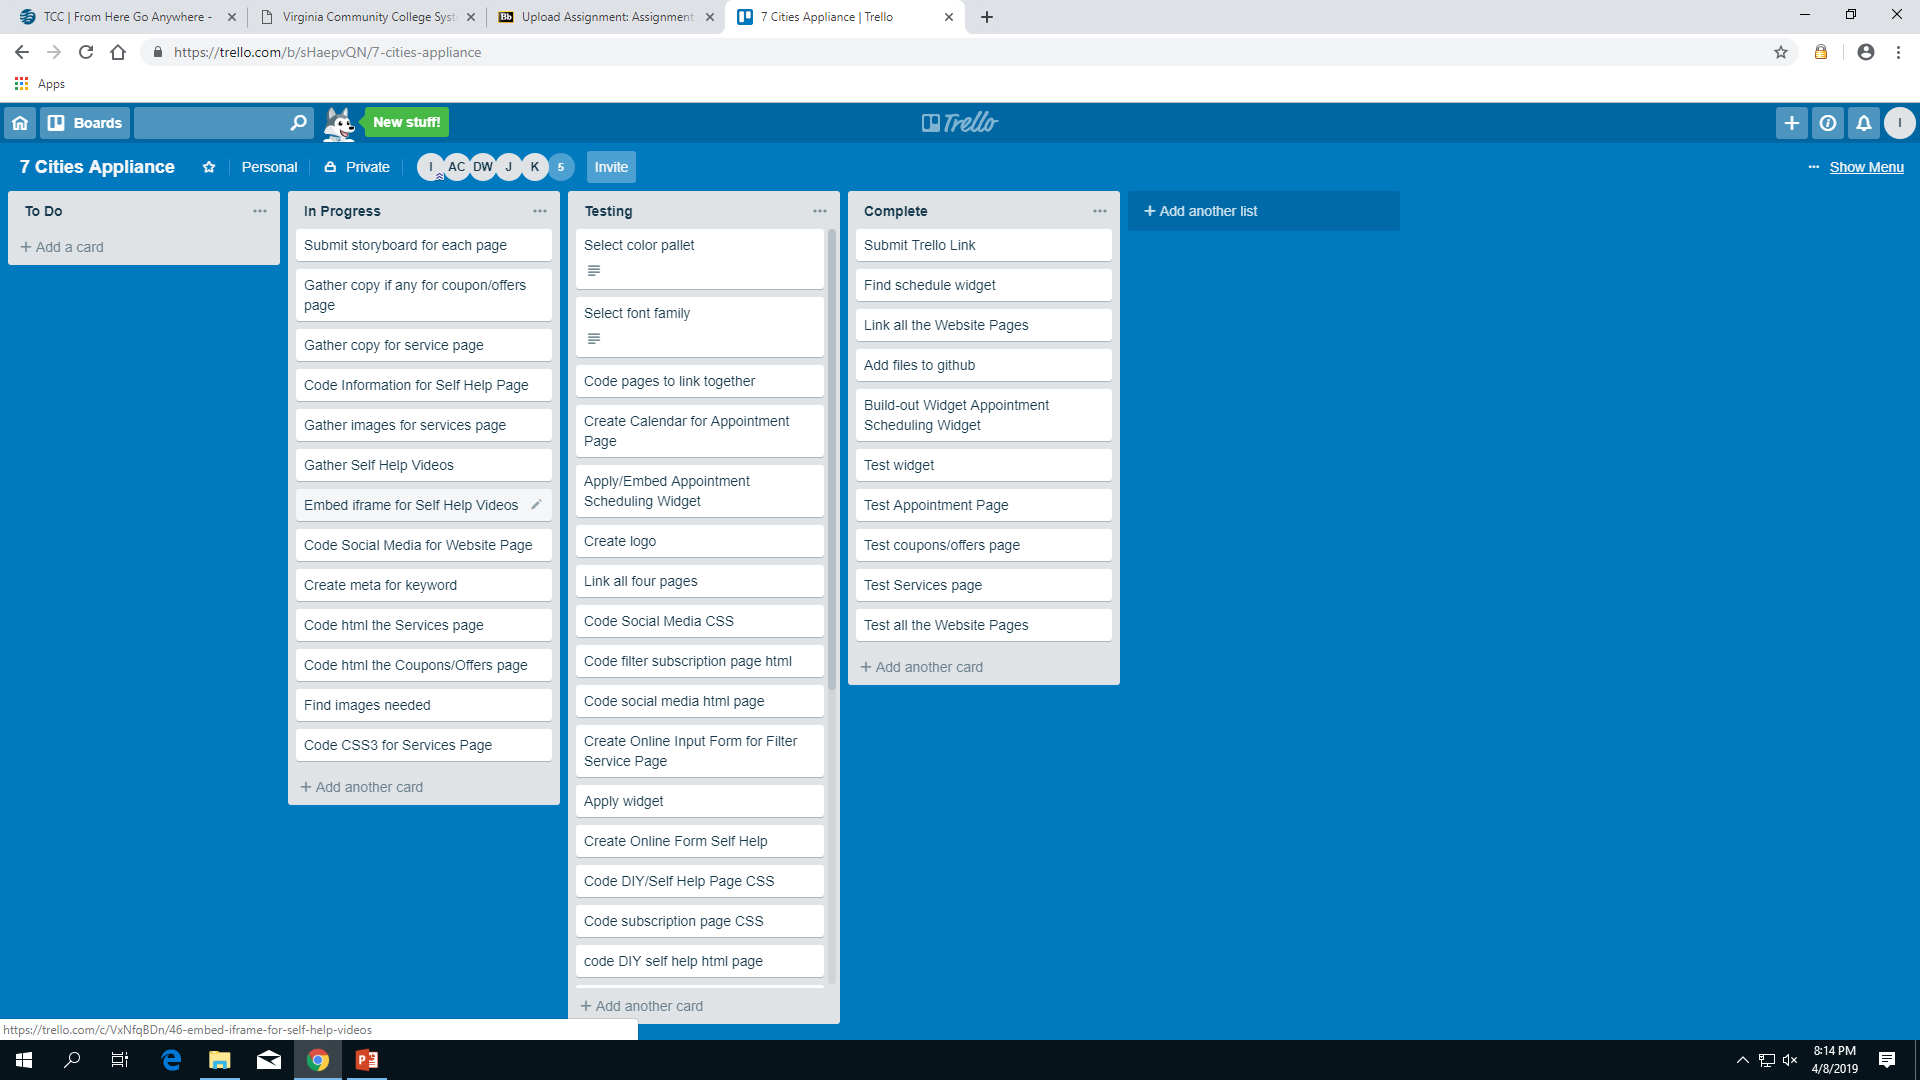 TCC | From Here Go Anywhere -
Virginia Community College Syst
Upload Assignment: Assignment
7 Cities Appliance | Trello
https://trello.com/b/sHaepvQN/7-cities-appliance
Apps
Boards
New stuff!
Trello
I
7 Cities Appliance
Personal
Private
I
AC
DW
J
K
5
Invite
Show Menu
To Do
Add a card
In Progress
Submit storyboard for each page
Gather copy if any for coupon/offers
page
Gather copy for service page
Code Information for Self Help Page
Gather images for services page
Gather Self Help Videos
Embed iframe for Self Help Videos
Code Social Media for Website Page
Create meta for keyword
Code html the Services page
Code html the Coupons/Offers page
Find images needed
Code CSS3 for Services Page
Add another card
Testing
Select color pallet
Select font family
Code pages to link together
Create Calendar for Appointment
Page
Apply/Embed Appointment
Scheduling Widget
Create logo
Link all four pages
Code Social Media CSS
Code filter subscription page html
Code social media html page
Create Online Input Form for Filter
Service Page
Apply widget
Create Online Form Self Help
Code DIY/Self Help Page CSS
Code subscription page CSS
code DIY self help html page
Add another card
Complete
Submit Trello Link
Find schedule widget
Link all the Website Pages
Add files to github
Build-out Widget Appointment
Scheduling Widget
Test widget
Test Appointment Page
Test coupons/offers page
Test Services page
Test all the Website Pages
Add another card
Add another list
https://trello.com/c/VxNfqBDn/46-embed-iframe-for-self-help-videos
8:14 PM
4/8/2019